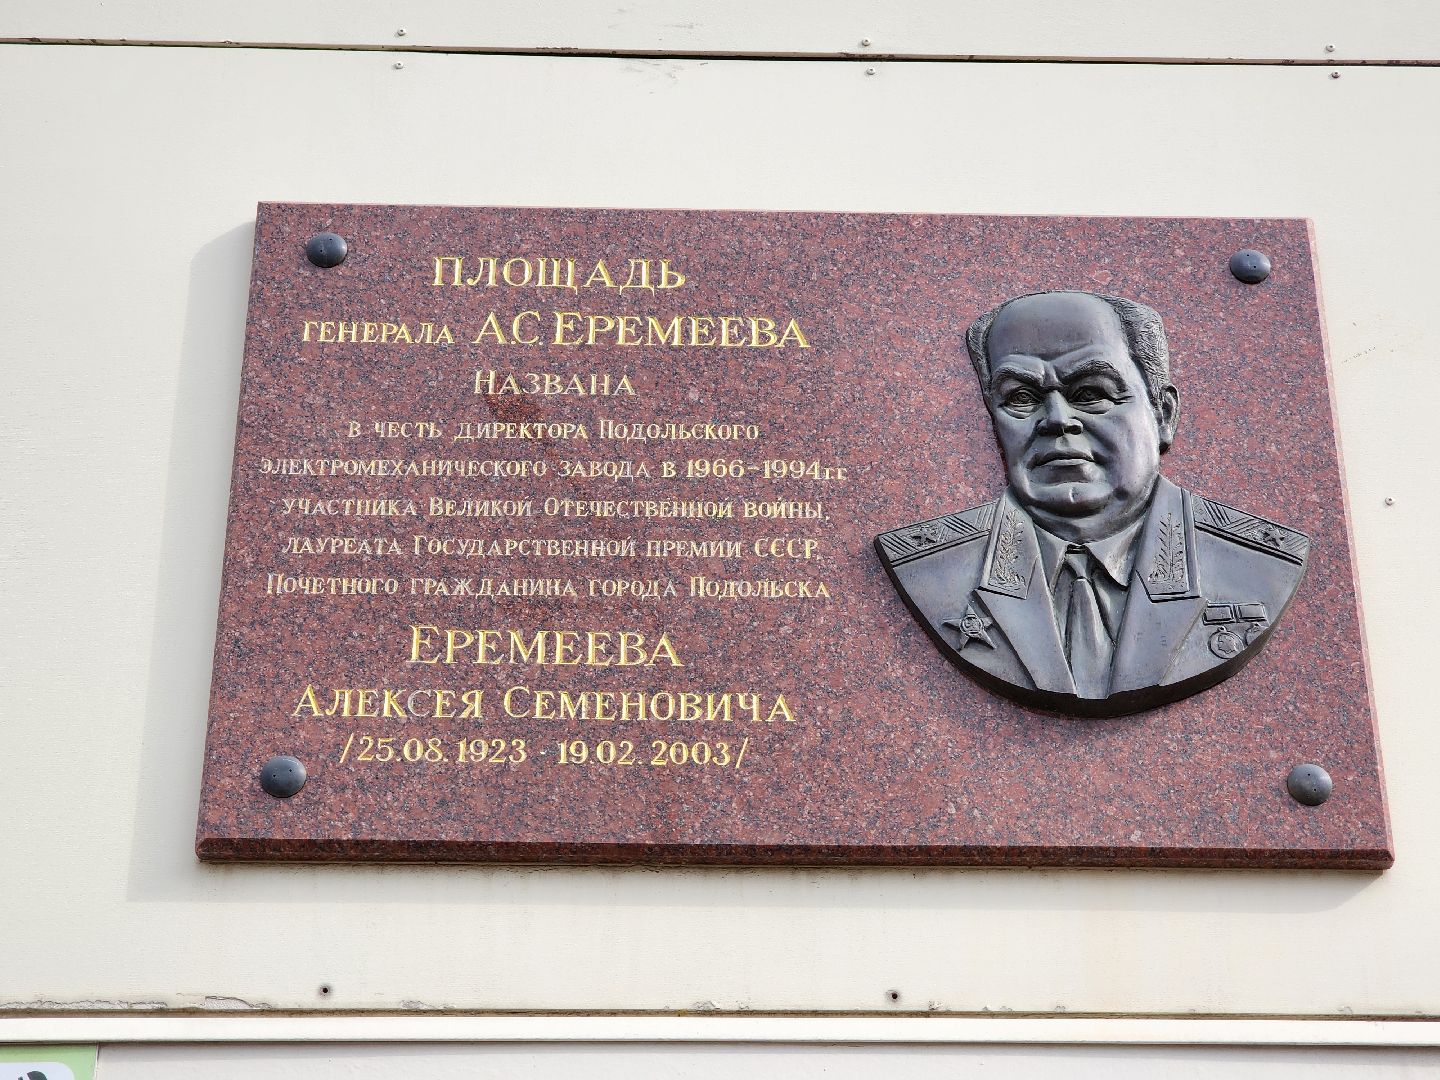 ПЛОЩАДЬ
ГЕНЕРАЛА А.С. ЕРЕМЕЕВА
НАЗВАНА
В ЧЕСТЬ ДИРЕКТОРА ПОДОЛЬСКОГО
ЭЛЕКТРОМЕХАНИЧЕСКОГО ЗАВОДА В 1966-1994гг.
УЧАСТНИКА ВЕЛИКОЙ ОТЕЧЕСТВЕННОЙ ВОЙНЫ,
ЛАУРЕАТА ГОСУДАРСТВЕННОЙ ПРЕМИИ СССР,
ПОЧЕТНОГО ГРАЖДАНИНА ГОРОДА ПОДОЛЬСКА
ЕРЕМЕЕВА
АЛЕКСЕЯ СЕМЕНОВИЧА
/25.08.1923 - 19.02.2003/